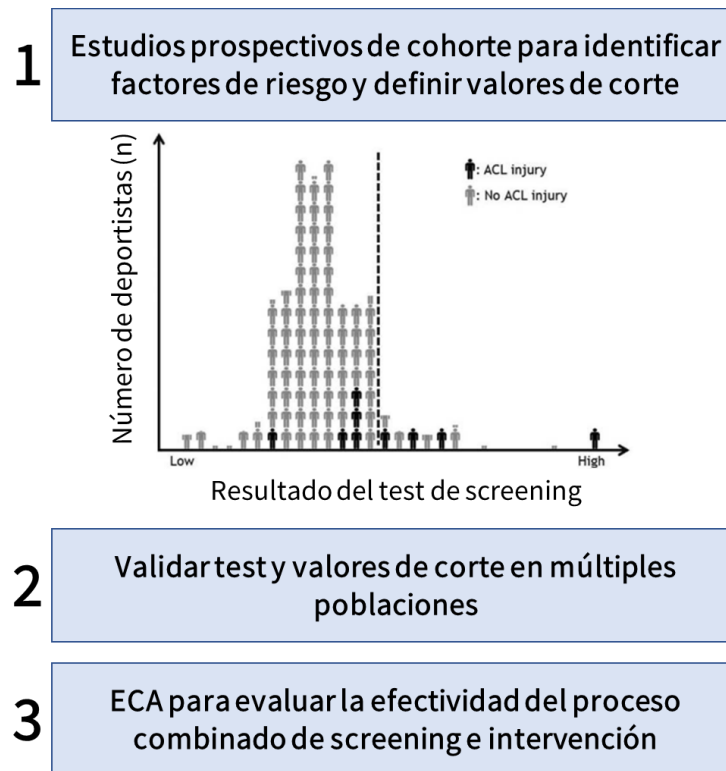 1
Estudios prospectivos de cohorte para identificar
factores de riesgo y definir valores de corte
Número de deportistas (n)
: ACL injury
: No ACL injury
Low
High
Resultado del test de screening
2
Validar test y valores de corte en múltiples
poblaciones
3
ECA para evaluar la efectividad del proceso
combinado de screening e intervención